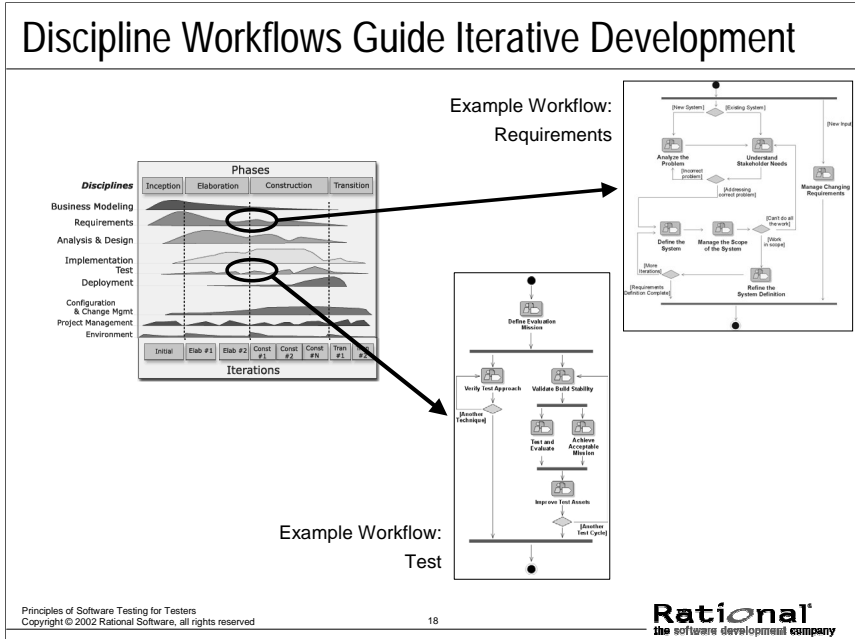 Discipline Workflows Guide Iterative Development
Example Workflow:
Requirements
Phases
Disciplines
Inception
Elaboration
Construction
Transition
Business Modeling
Requirements
Analysis & Design
Implementation
Test
Deployment
Configuration
& Change Mgmt
Project Management
Environment
Initial
Elab #1
Elab #2
Const
#1
Const
#2
Const
#N
Tran
#1
Iterations
[New System]
[Existing System]
[New Input]
Analyze the
Problem
Understand
Stakeholder Needs
[Incorrect
problem]
Manage Changing
Requirements
[Addressing
correct problem]
[Can't do all
the work]
Define the
System
Manage the Scope
of the System
[Work
in scope]
[More
Iterations]
[Requirements
Definition Complete]
Refine the
System Definition
Define Evaluation
Mission
Verify Test Approach
Validate Build Stability
[Another
Technique]
Test and
Evaluate
Achieve
Acceptable
Mission
Improve Test Assets
[Another
Test Cycle]
Example Workflow:
Test
Principles of Software Testing for Testers
Copyright © 2002 Rational Software, all rights reserved
18
Rational
the software development company